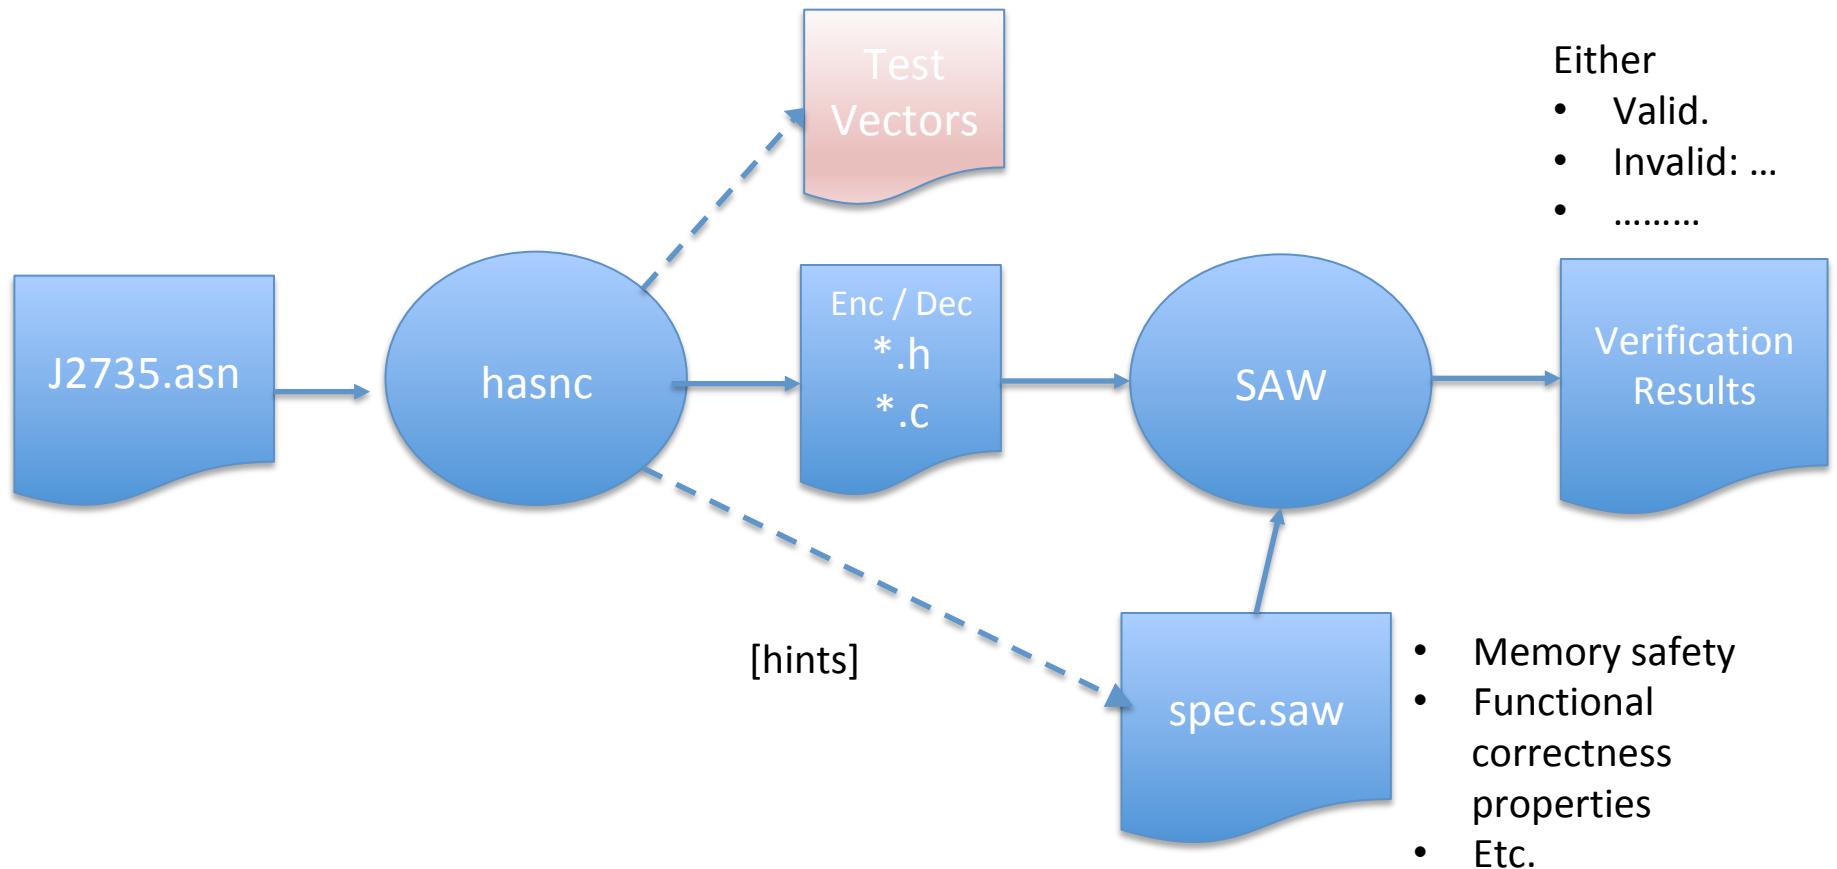 Test
Vectors
Either
• Valid.
• Invalid: ...
• .........
J2735.asn
hasnc
Enc / Dec
*.h
*.c
SAW
Verification
Results
[hints]
spec.saw
• Memory safety
• Functional
correctness
properties
• Etc.